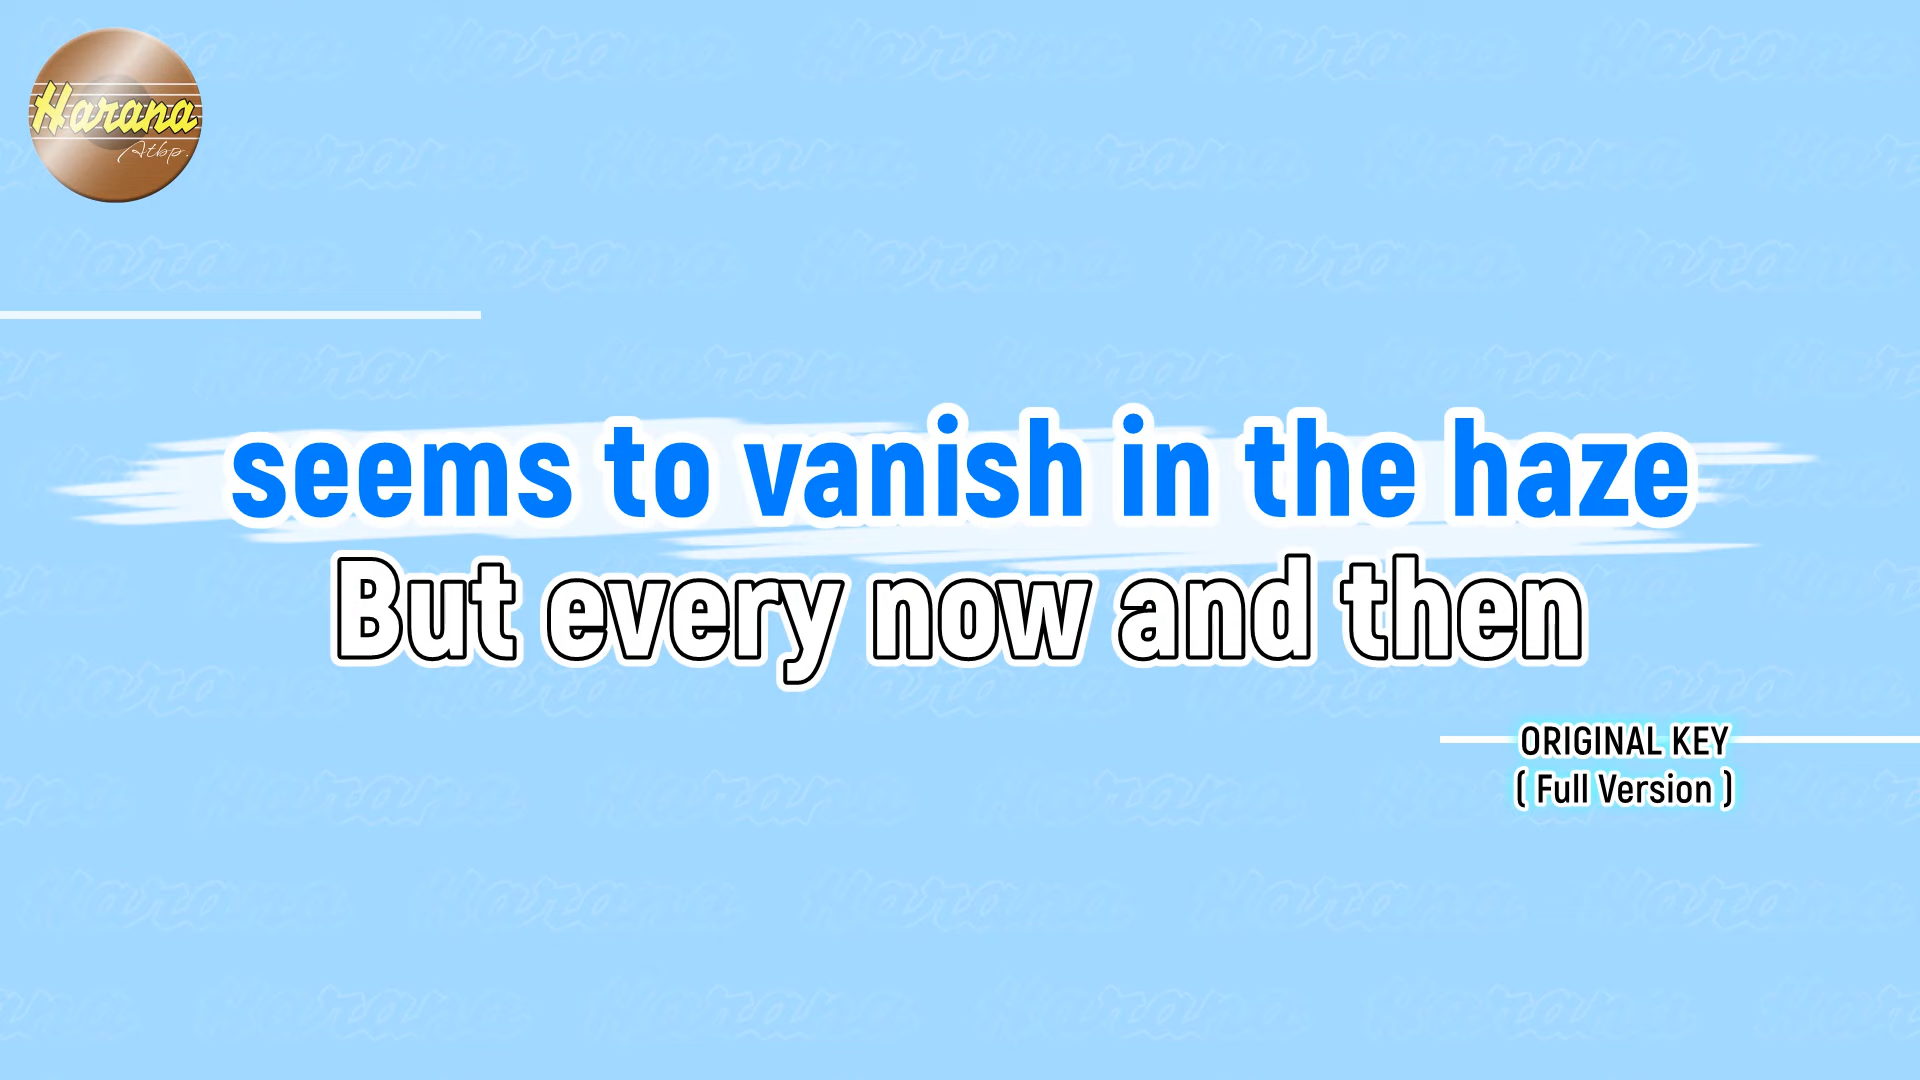 Harana
Atbp.
seems to vanish in the haze
But every now and then
ORIGINAL KEY
( Full Version )